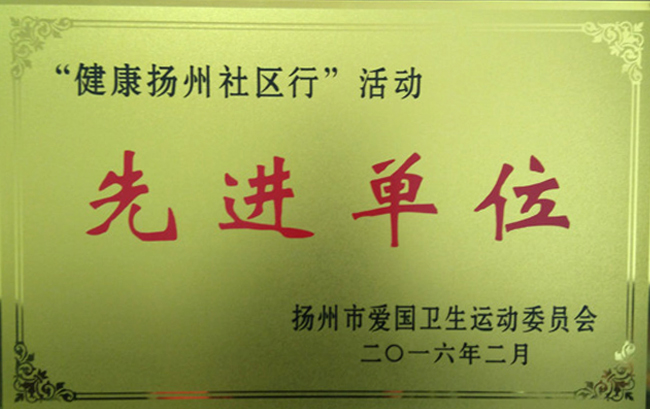 “健康扬州社区行”活动
先进单位
扬州市爱国卫生运动委员会
二〇一六年二月